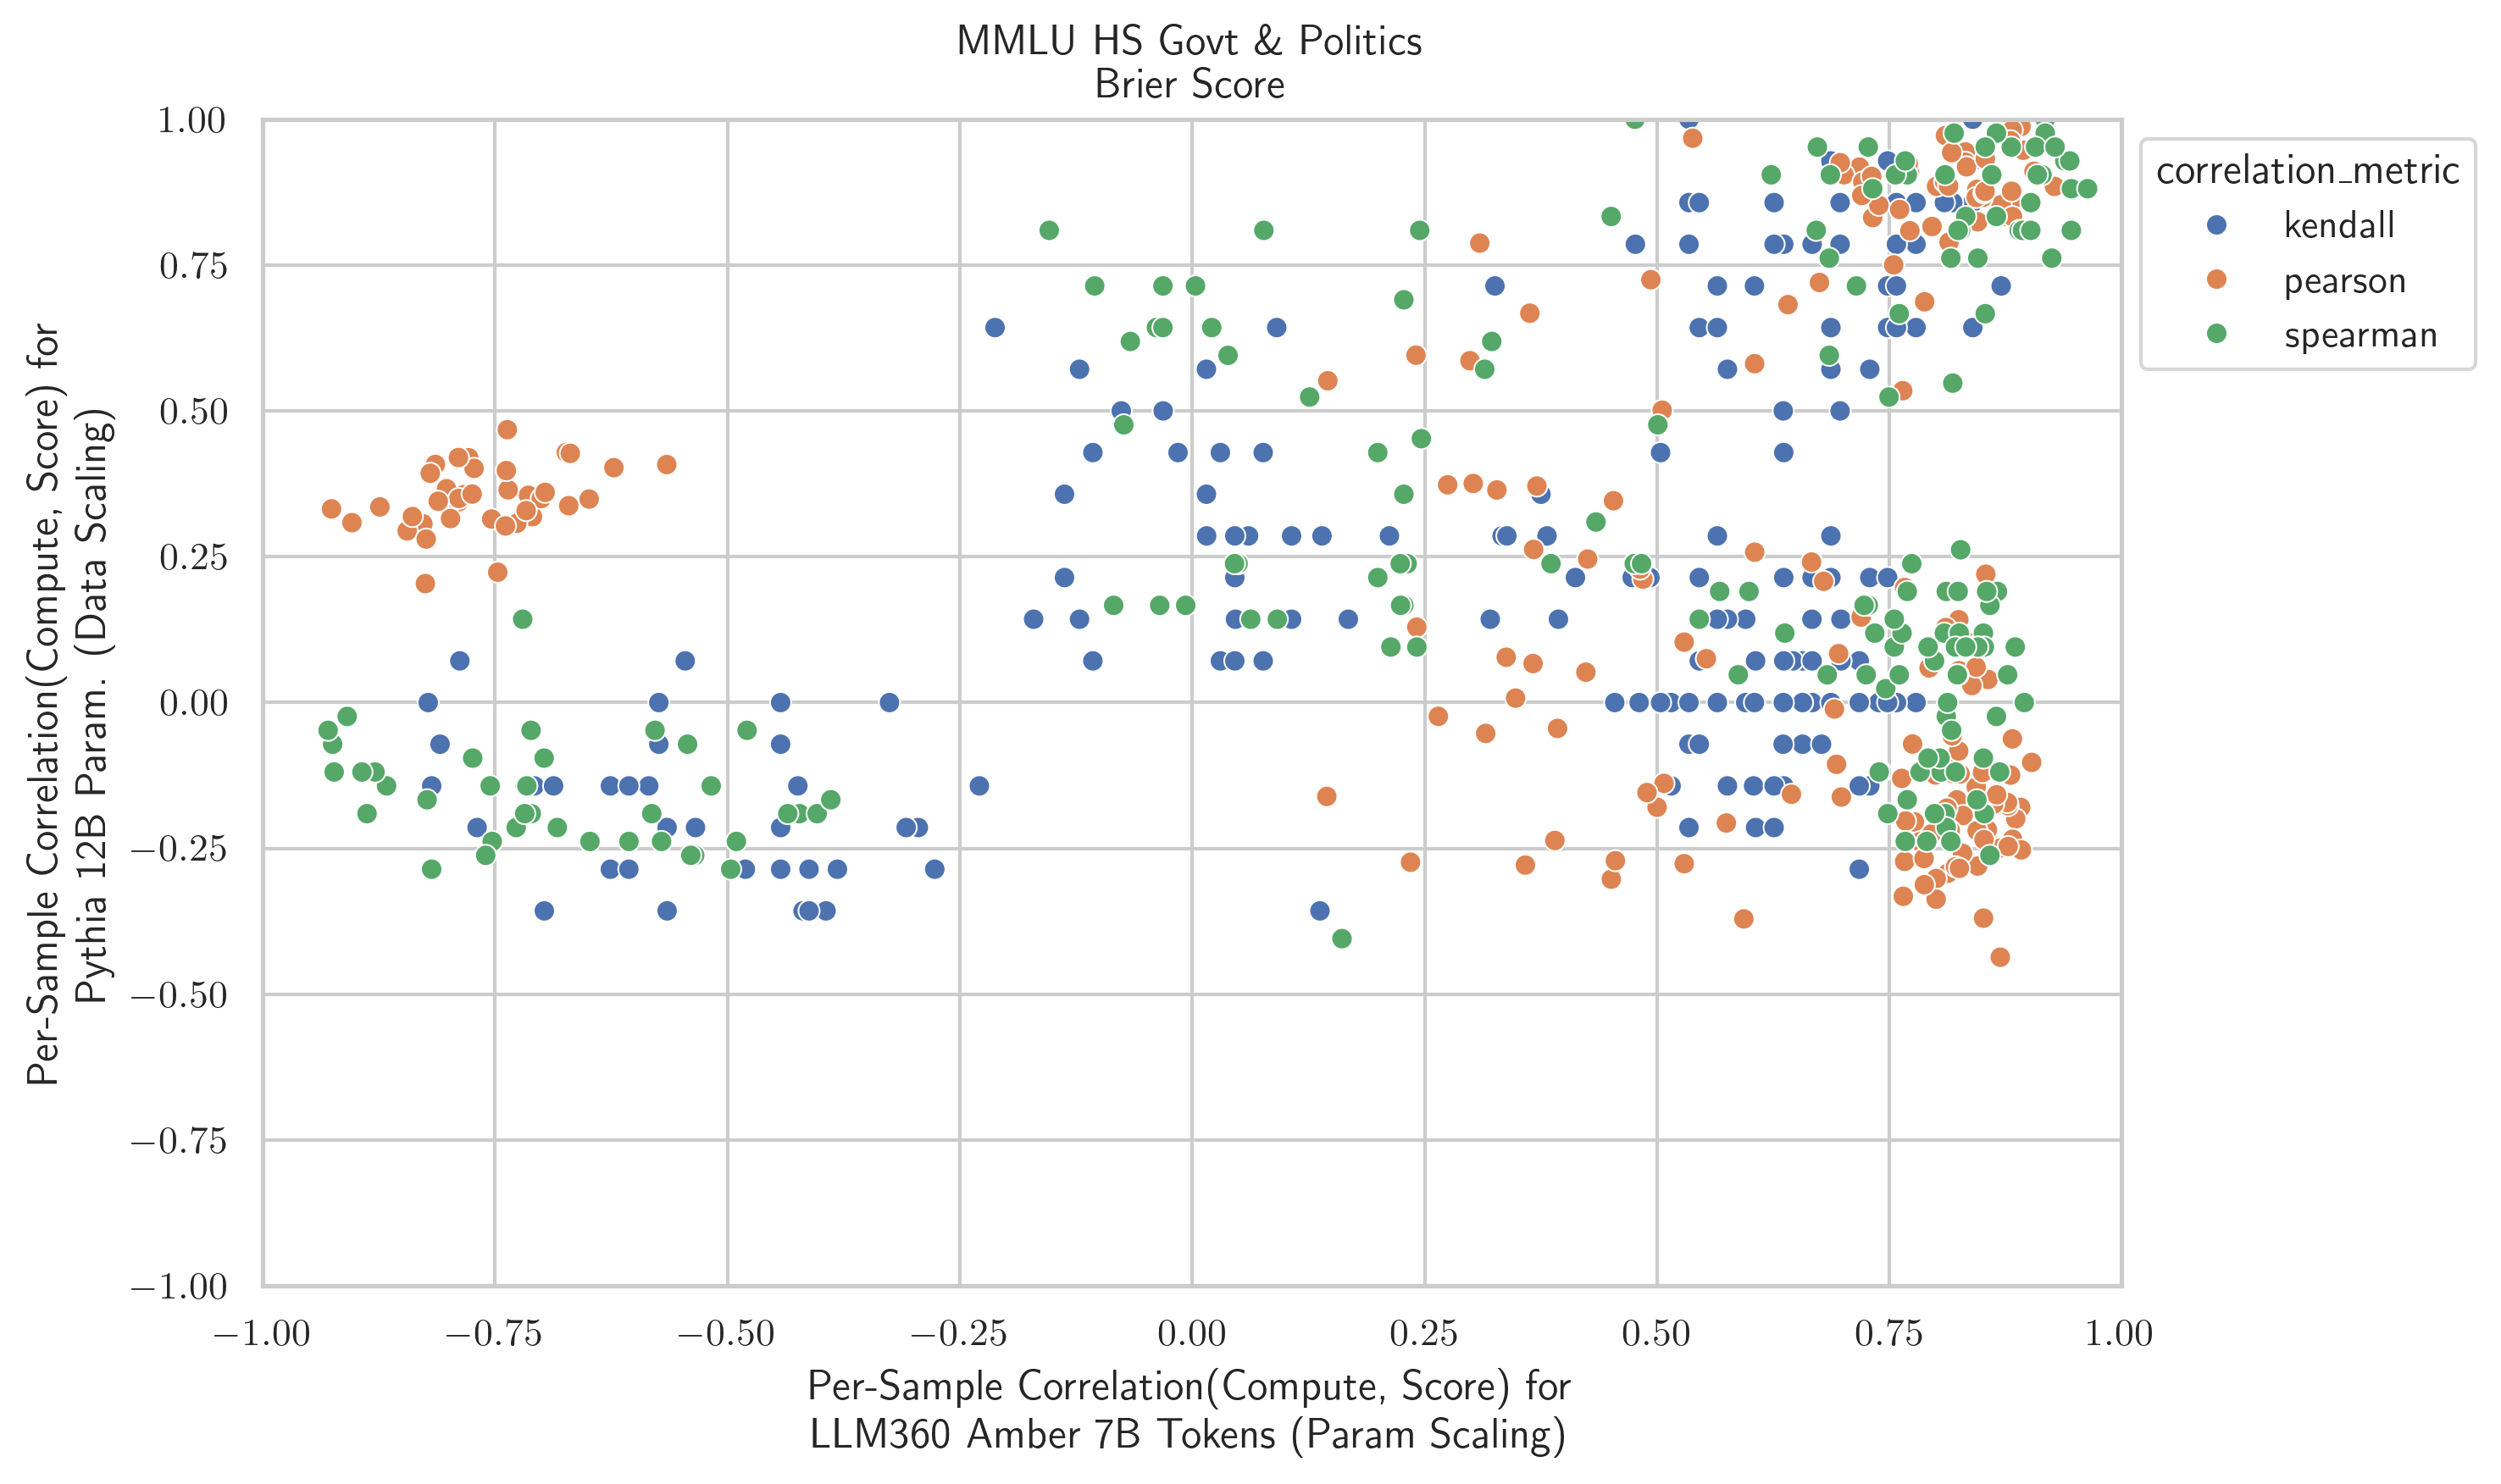 MMLU HS Govt & Politics
Brier Score
Per-Sample Correlation(Compute, Score) for
Pythia 12B Param. (Data Scaling)
1.00
0.75
0.50
0.25
0.00
−0.25
−0.50
−0.75
−1.00
−1.00 −0.75 −0.50 −0.25 0.00 0.25 0.50 0.75 1.00
Per-Sample Correlation(Compute, Score) for
LLM360 Amber 7B Tokens (Param Scaling)
correlation_metric
kendall
pearson
spearman